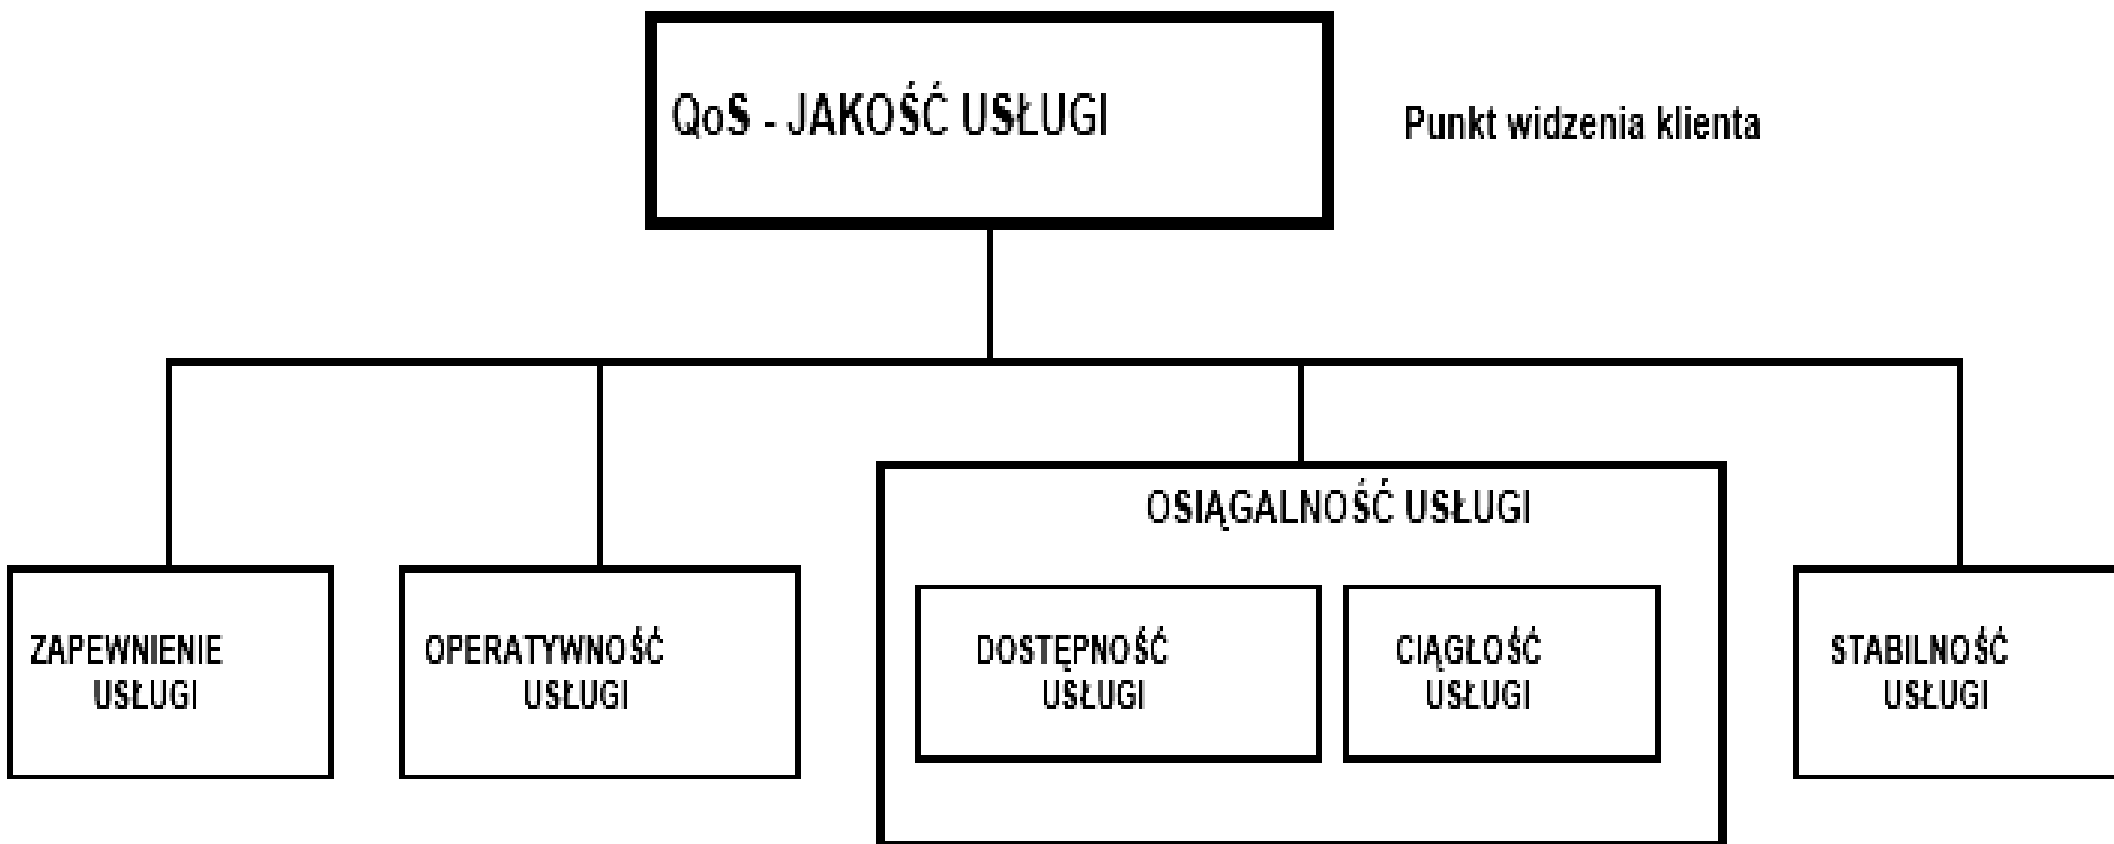 QoS - JAKOŚĆ USŁUGI
Punkt widzenia klienta
OSIĄGALNOŚĆ USŁUGI
ZAPEWNIENIE
USŁUGI
OPERATYWNOŚĆ
USŁUGI
DOSTĘPNOŚĆ
USŁUGI
CIĄGŁOŚĆ
USŁUGI
STABILNOŚĆ
USŁUGI